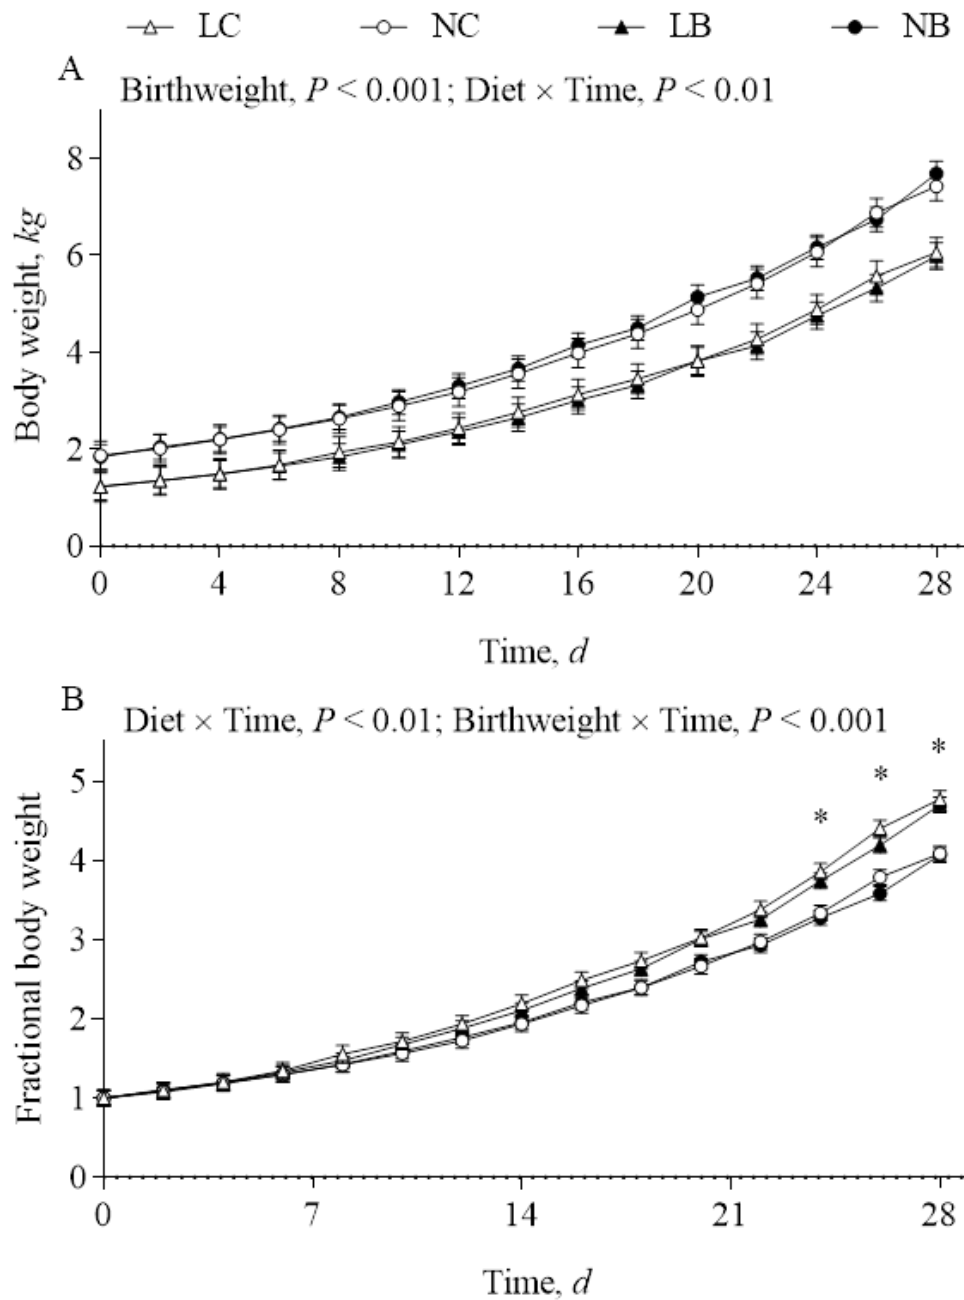 LC NC LB NB
A
Birthweight, P < 0.001; Diet × Time, P < 0.01
Body weight, kg
8
6
4
2
0
0 4 8 12 16 20 24 28
Time, d
B
Diet × Time, P < 0.01; Birthweight × Time, P < 0.001
* * *
Fractional body weight
5
4
3
2
1
0
0 7 14 21 28
Time, d